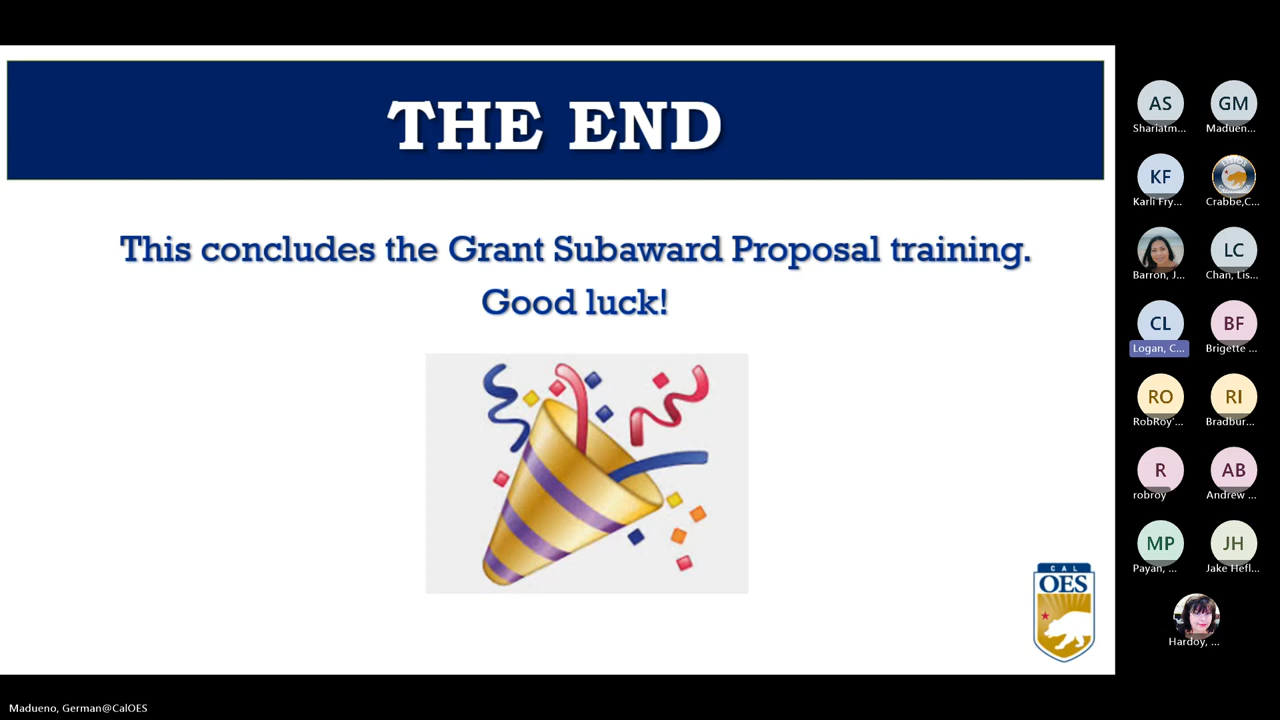 THE END
This concludes the Grant Subaward Proposal training.
Good luck!
CAL
OES
AS
Shariatm...
GM
Maduen...
KF
Karli Fry...
Crabbe,C...
Barron, J...
LC
Chan, Lis...
CL
Logan, C...
BF
Brigette ...
RO
RobRoy'...
RI
Bradbur...
R
robroy
AB
Andrew ...
MP
Payan, ...
JH
Jake Hefl...
Hardoy, ...
Madueno, German@CalOES